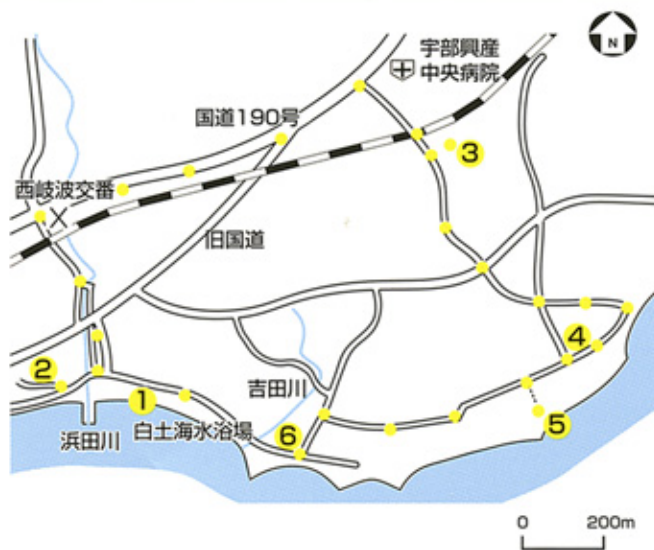 N
宇部興産
中央病院
国道190号
3
西岐波交番
旧国道
4
2
吉田川
1
5
白土海水浴場
6
浜田川
0 200m